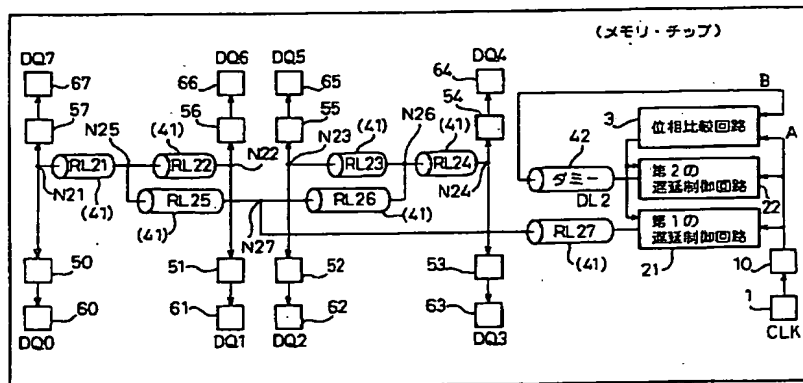 (メモリ・チップ)
DQ7
DQ6
DQ5
DQ4
67
66
65
64
57
56
55
54
N25
N26
(41)
(41)
(41)
N23
RL21
RL22
N22
RL23
RL24
N21
(41)
N24
RL25
RL26
(41)
(41)
N27
B
3
位相比較回路
A
42
ダミー
DL2
第2の
遅延制御回路
22
RL27
(41)
第1の
遅延制御回路
21
50
51
52
53
10
60
61
62
63
1
DQ0
DQ1
DQ2
DQ3
CLK